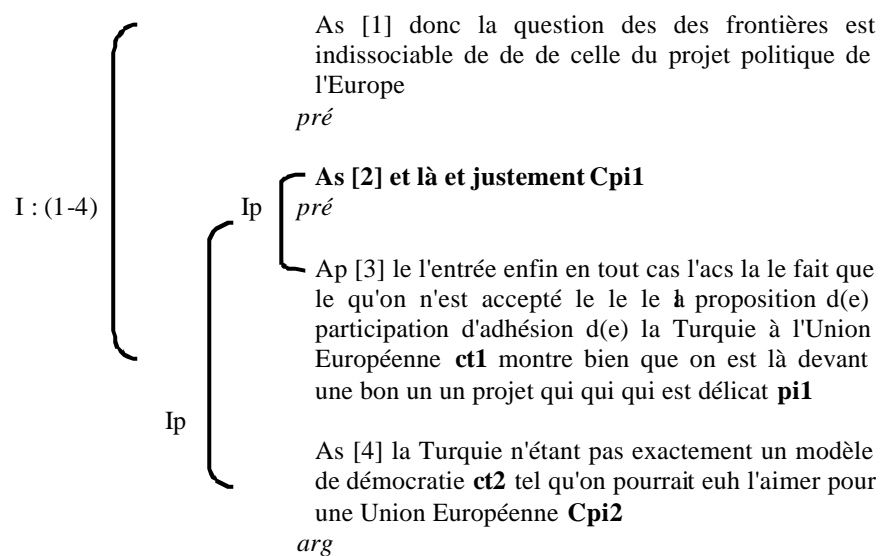 As [1] donc la question des des frontières est
indissociable de de de celle du projet politique de
l'Europe
pré
As [2] et là et justement Cpi1
I : (1-4)
Ip
pré
Ap [3] le l'entrée enfin en tout cas l'acs la le fait que
le qu'on n'est accepté le le le la proposition d(e)
participation d'adhésion d(e) la Turquie à l'Union
Européenne ct1 montre bien que on est là devant
une bon un un projet qui qui qui est délicat pi1
Ip
As [4] la Turquie n'étant pas exactement un modèle
de démocratie ct2 tel qu'on pourrait euh l'aimer pour
une Union Européenne Cpi2
arg